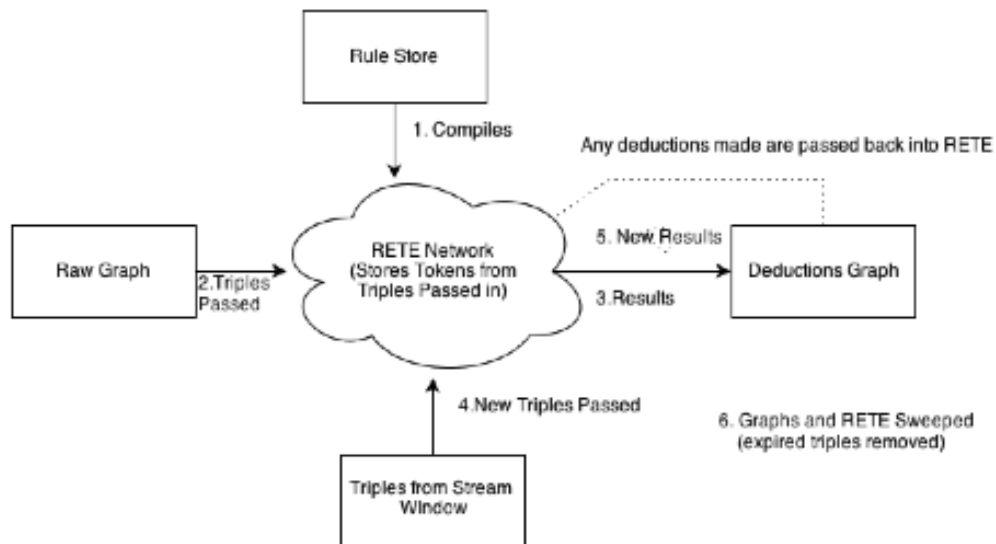 Rule Store
1. Compiles
Any deductions made are passed back into RETE
RETE Network
(Stores Tokens from
Triples Passed in)
Raw Graph
2.Triples
Passed
5. New Results
3.Results
Deductions Graph
4.New Triples Passed
6. Graphs and RETE Sweeped
(expired triples removed)
Triples from Stream
Window